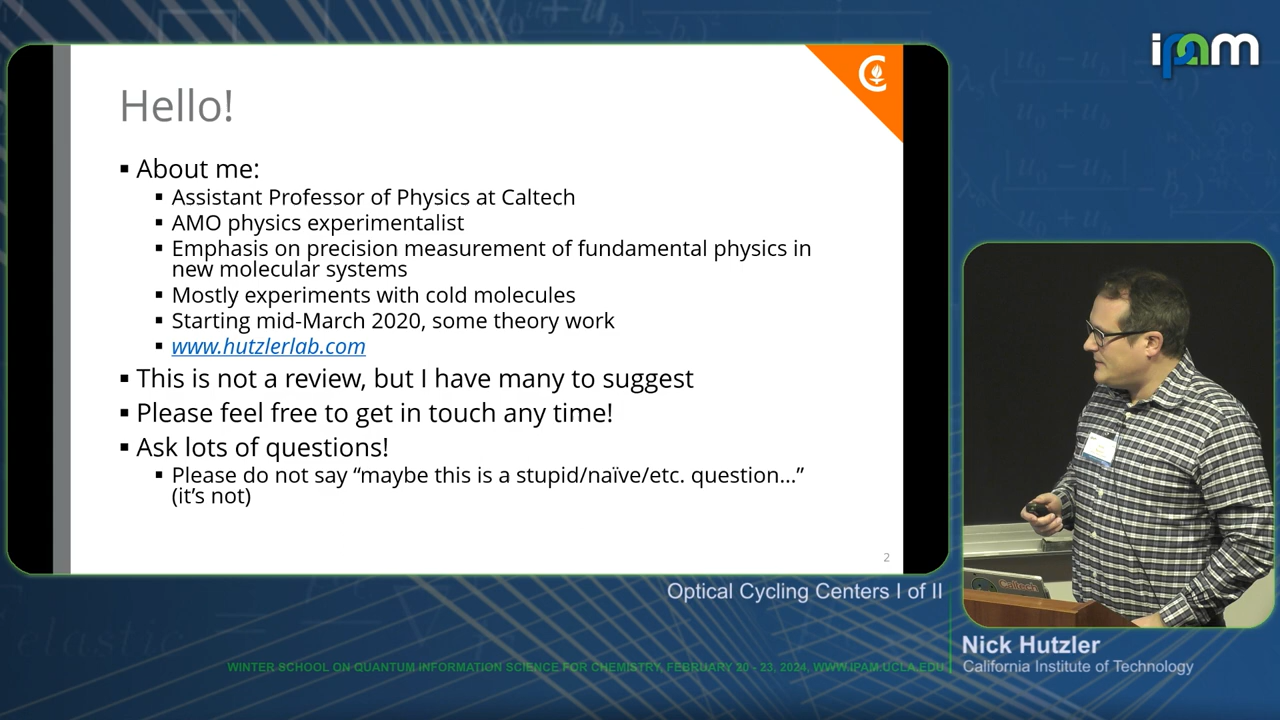 ipam
Hello!
About me:
Assistant Professor of Physics at Caltech
AMO physics experimentalist
Emphasis on precision measurement of fundamental physics in
new molecular systems
Mostly experiments with cold molecules
Starting mid-March 2020, some theory work
www.hutzlerlab.com
This is not a review, but I have many to suggest
Please feel free to get in touch any time!
Ask lots of questions!
Please do not say “maybe this is a stupid/naïve/etc. question…”
(it’s not)
2
Caltech
Optical Cycling Centers I of II
Nick Hutzler
California Institute of Technology
WINTER SCHOOL ON QUANTUM INFORMATION SCIENCE FOR CHEMISTRY, FEBRUARY 20 - 23, 2024, WWW.IPAM.UCLA.EDU
elastic